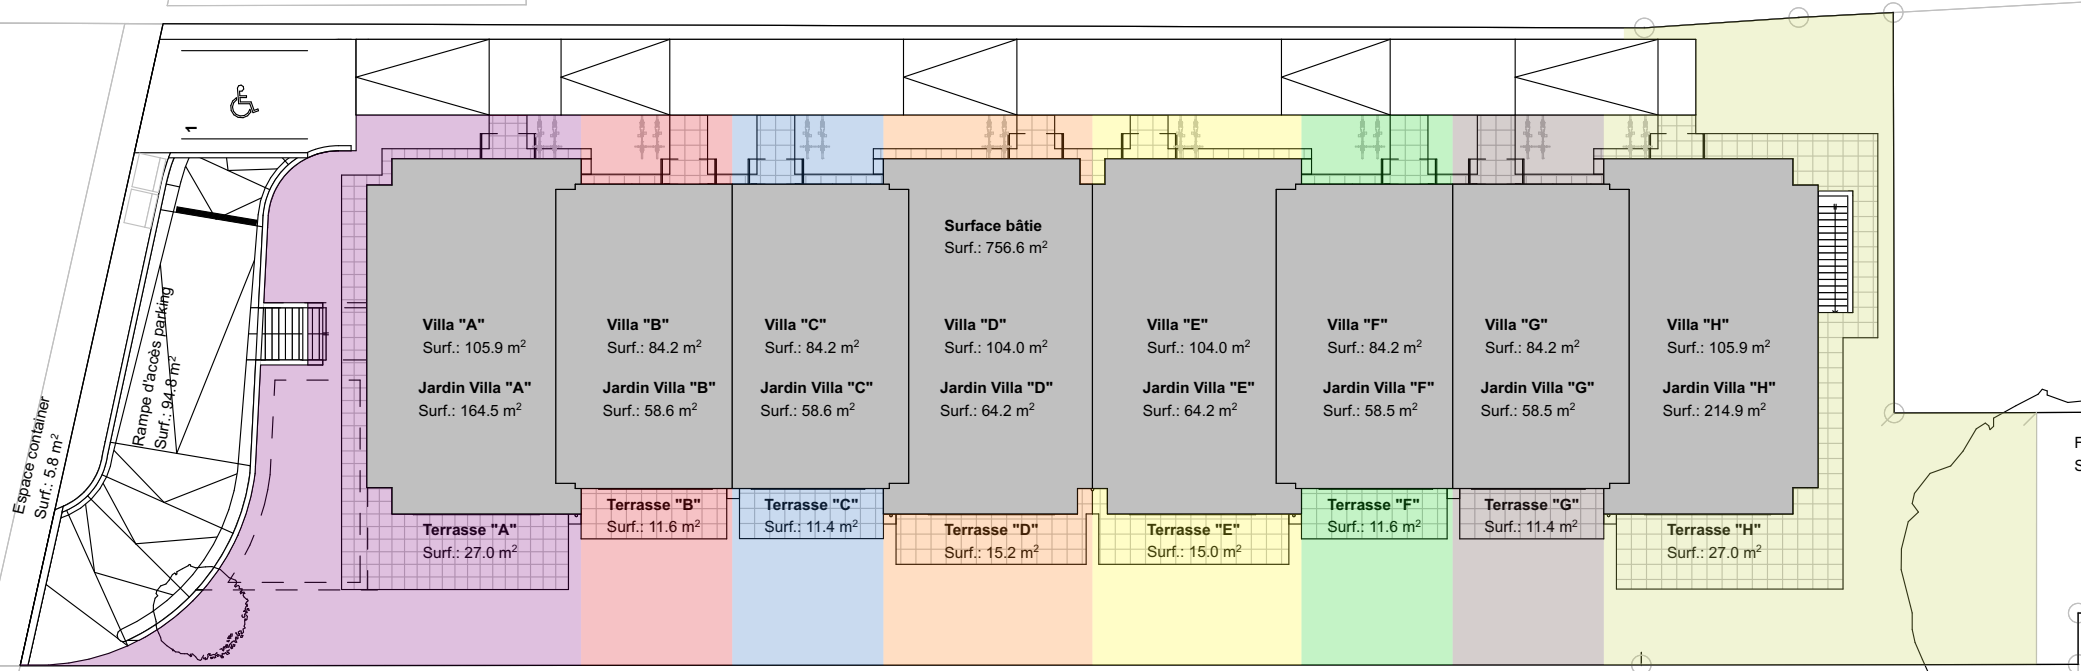 1
Espace container
Surf.: 5.8 m²
Rampe d'accès parking
Surf.: 94.8 m²
Surface bâtie
Surf.: 756.6 m²
Villa "A"
Surf.: 105.9 m²
Jardin Villa "A"
Surf.: 164.5 m²
Villa "B"
Surf.: 84.2 m²
Jardin Villa "B"
Surf.: 58.6 m²
Villa "C"
Surf.: 84.2 m²
Jardin Villa "C"
Surf.: 58.6 m²
Villa "D"
Surf.: 104.0 m²
Jardin Villa "D"
Surf.: 64.2 m²
Villa "E"
Surf.: 104.0 m²
Jardin Villa "E"
Surf.: 64.2 m²
Villa "F"
Surf.: 84.2 m²
Jardin Villa "F"
Surf.: 58.5 m²
Villa "G"
Surf.: 84.2 m²
Jardin Villa "G"
Surf.: 58.5 m²
Villa "H"
Surf.: 105.9 m²
Jardin Villa "H"
Surf.: 214.9 m²
Terrasse "A"
Surf.: 27.0 m²
Terrasse "B"
Surf.: 11.6 m²
Terrasse "C"
Surf.: 11.4 m²
Terrasse "D"
Surf.: 15.2 m²
Terrasse "E"
Surf.: 15.0 m²
Terrasse "F"
Surf.: 11.6 m²
Terrasse "G"
Surf.: 11.4 m²
Terrasse "H"
Surf.: 27.0 m²